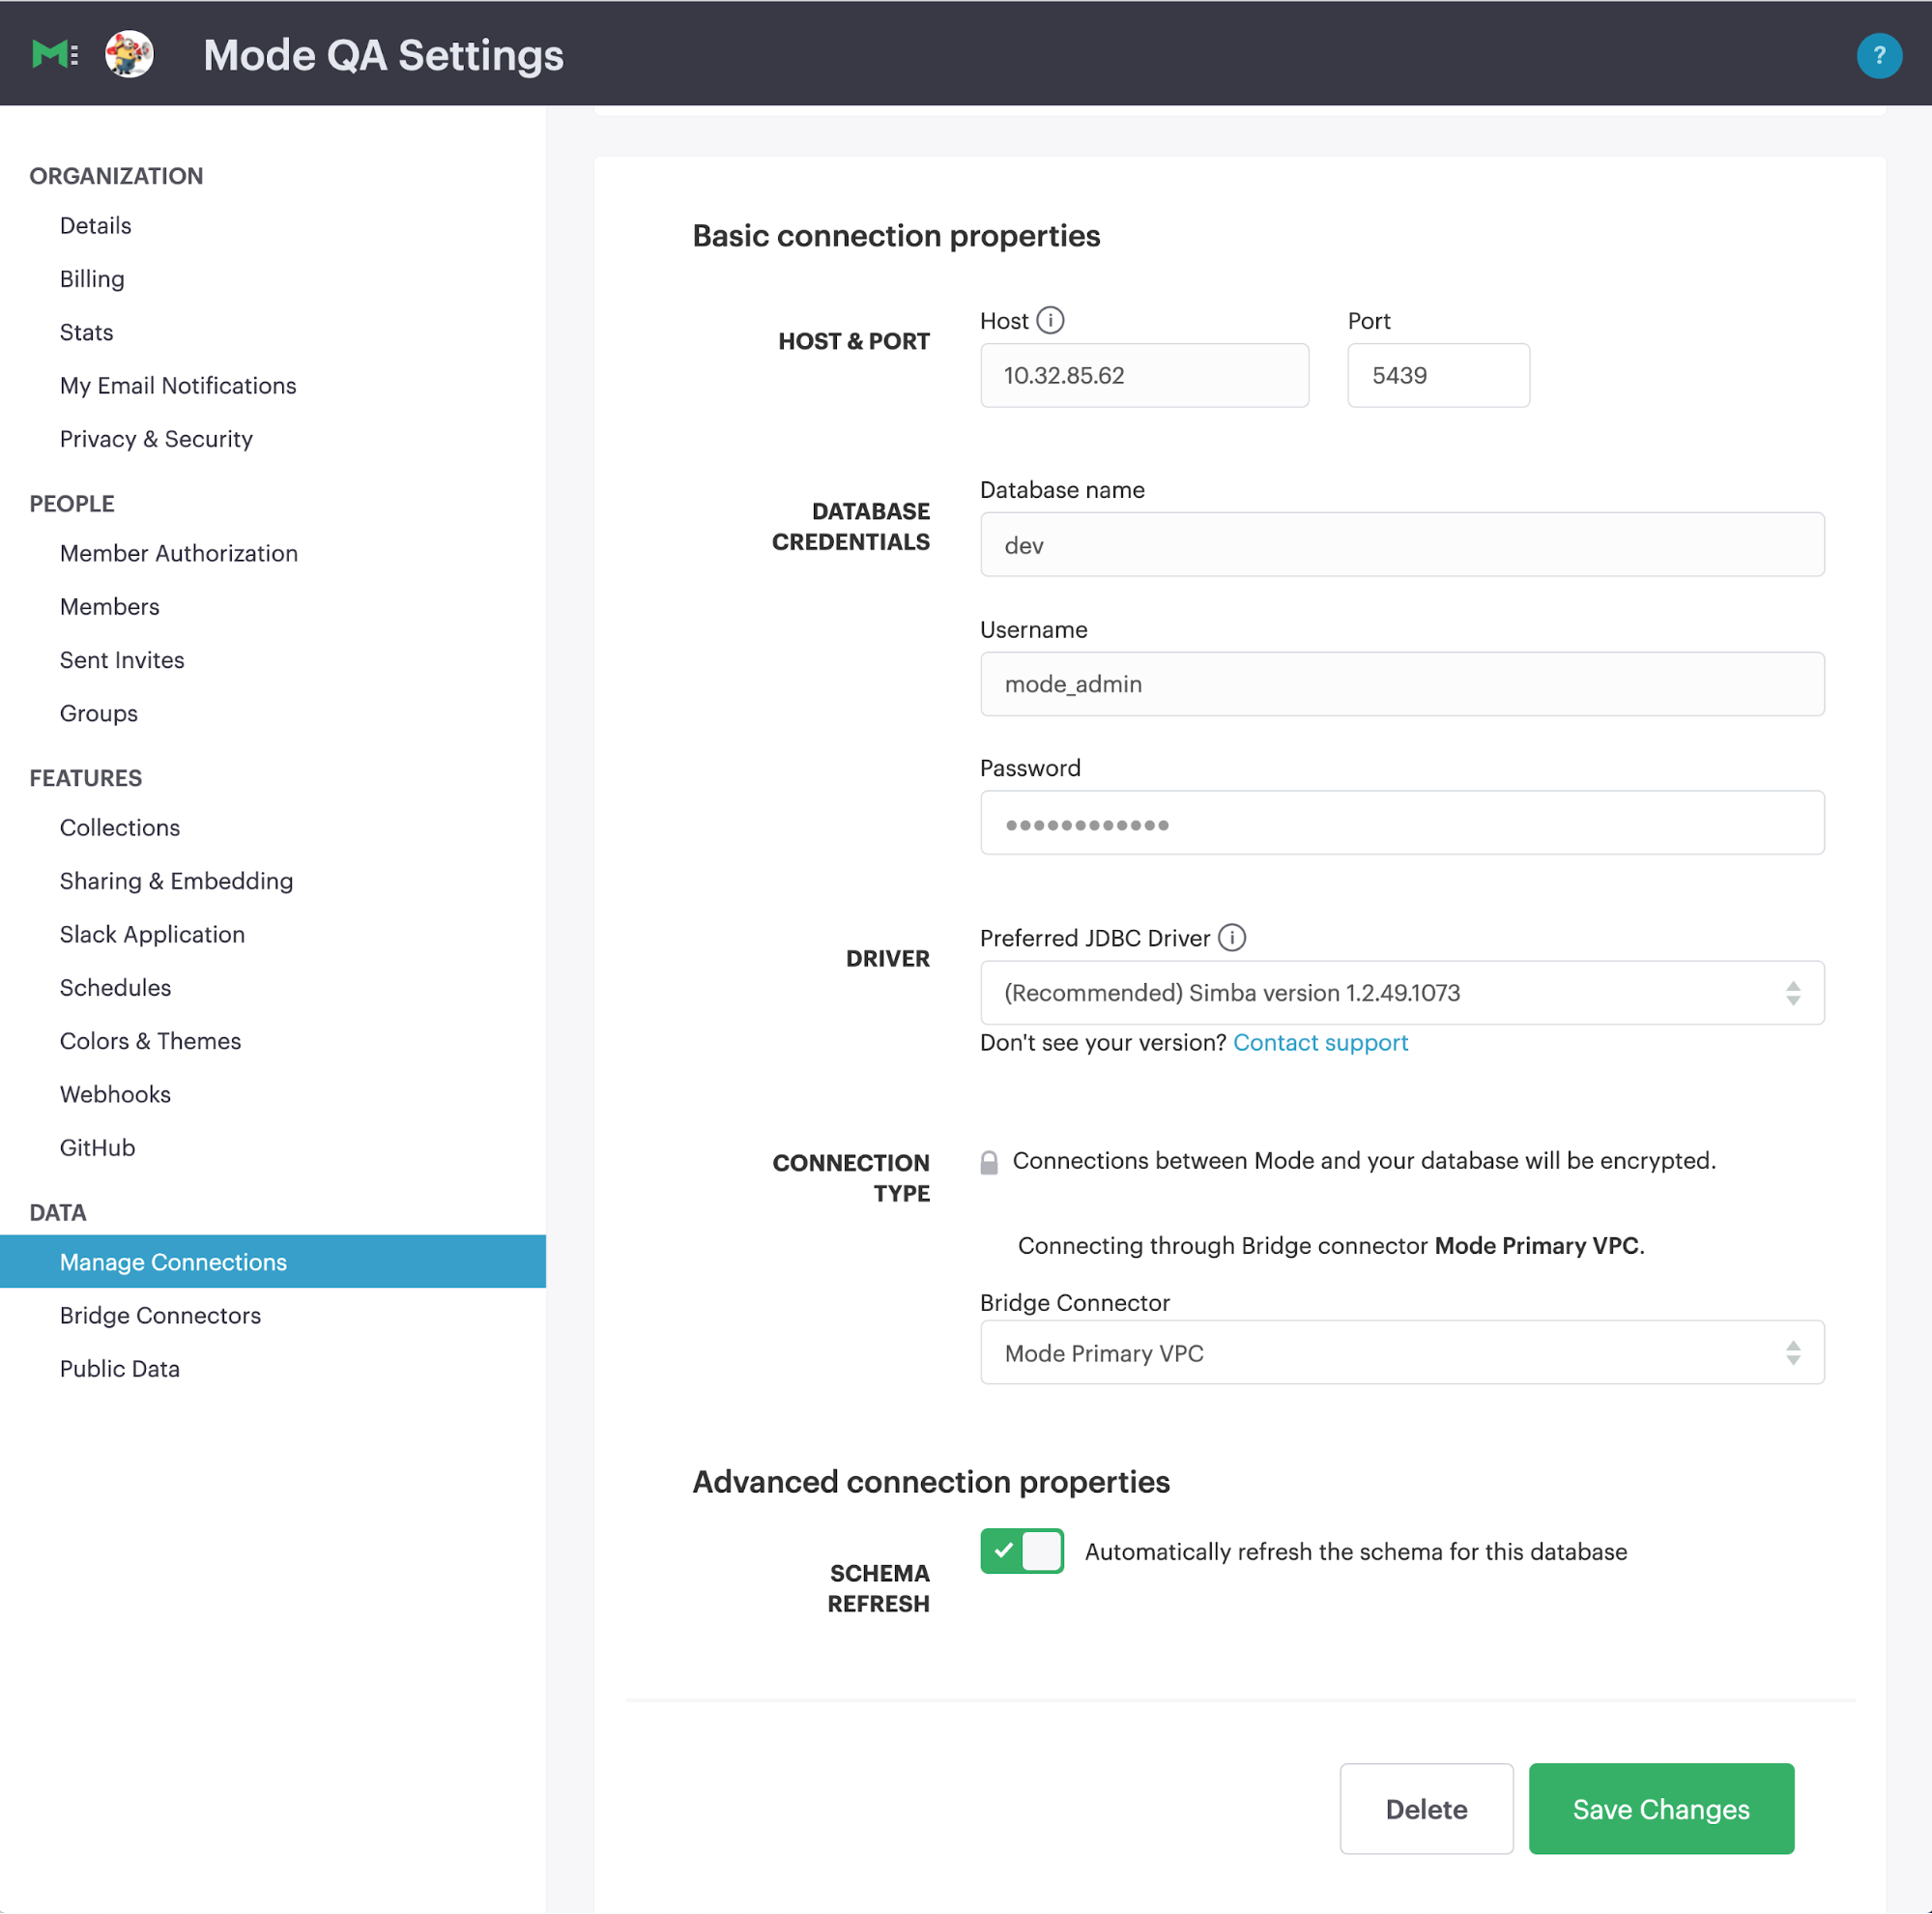 Mode QA Settings
?
ORGANIZATION
Details
Billing
Stats
My Email Notifications
Privacy & Security
PEOPLE
Member Authorization
Members
Sent Invites
Groups
FEATURES
Collections
Sharing & Embedding
Slack Application
Schedules
Colors & Themes
Webhooks
GitHub
DATA
Manage Connections
Bridge Connectors
Public Data
Basic connection properties
HOST & PORT
Host
Port
10.32.85.62
5439
DATABASE
CREDENTIALS
Database name
dev
Username
mode_admin
Password
••••••••••••
DRIVER
Preferred JDBC Driver
(Recommended) Simba version 1.2.49.1073
Don't see your version? Contact support
CONNECTION
TYPE
Connections between Mode and your database will be encrypted.
Connecting through Bridge connector Mode Primary VPC.
Bridge Connector
Mode Primary VPC
Advanced connection properties
SCHEMA
REFRESH
Automatically refresh the schema for this database
Delete
Save Changes